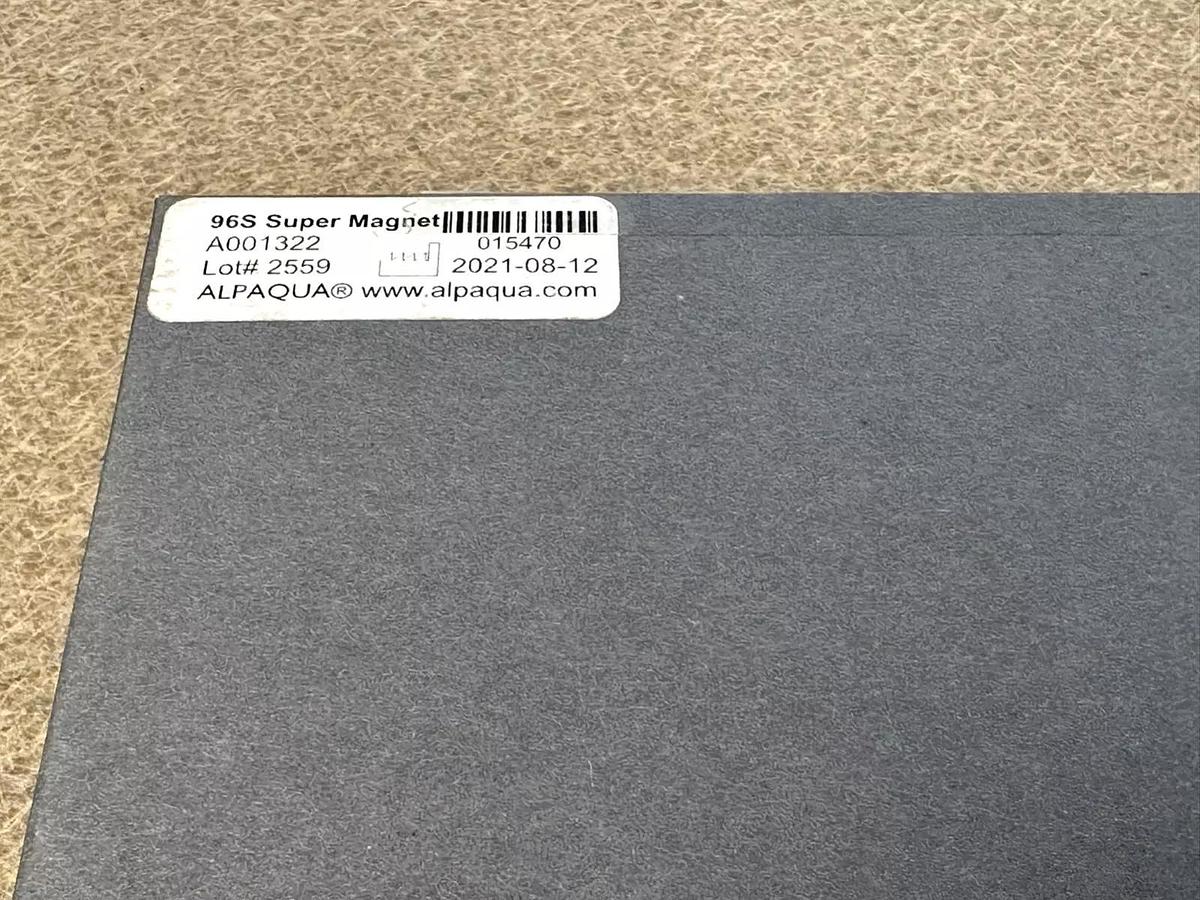 96S Super Magnet
A001322 015470
Lot# 2559 2021-08-12
ALPAQUA® www.alpaqua.com